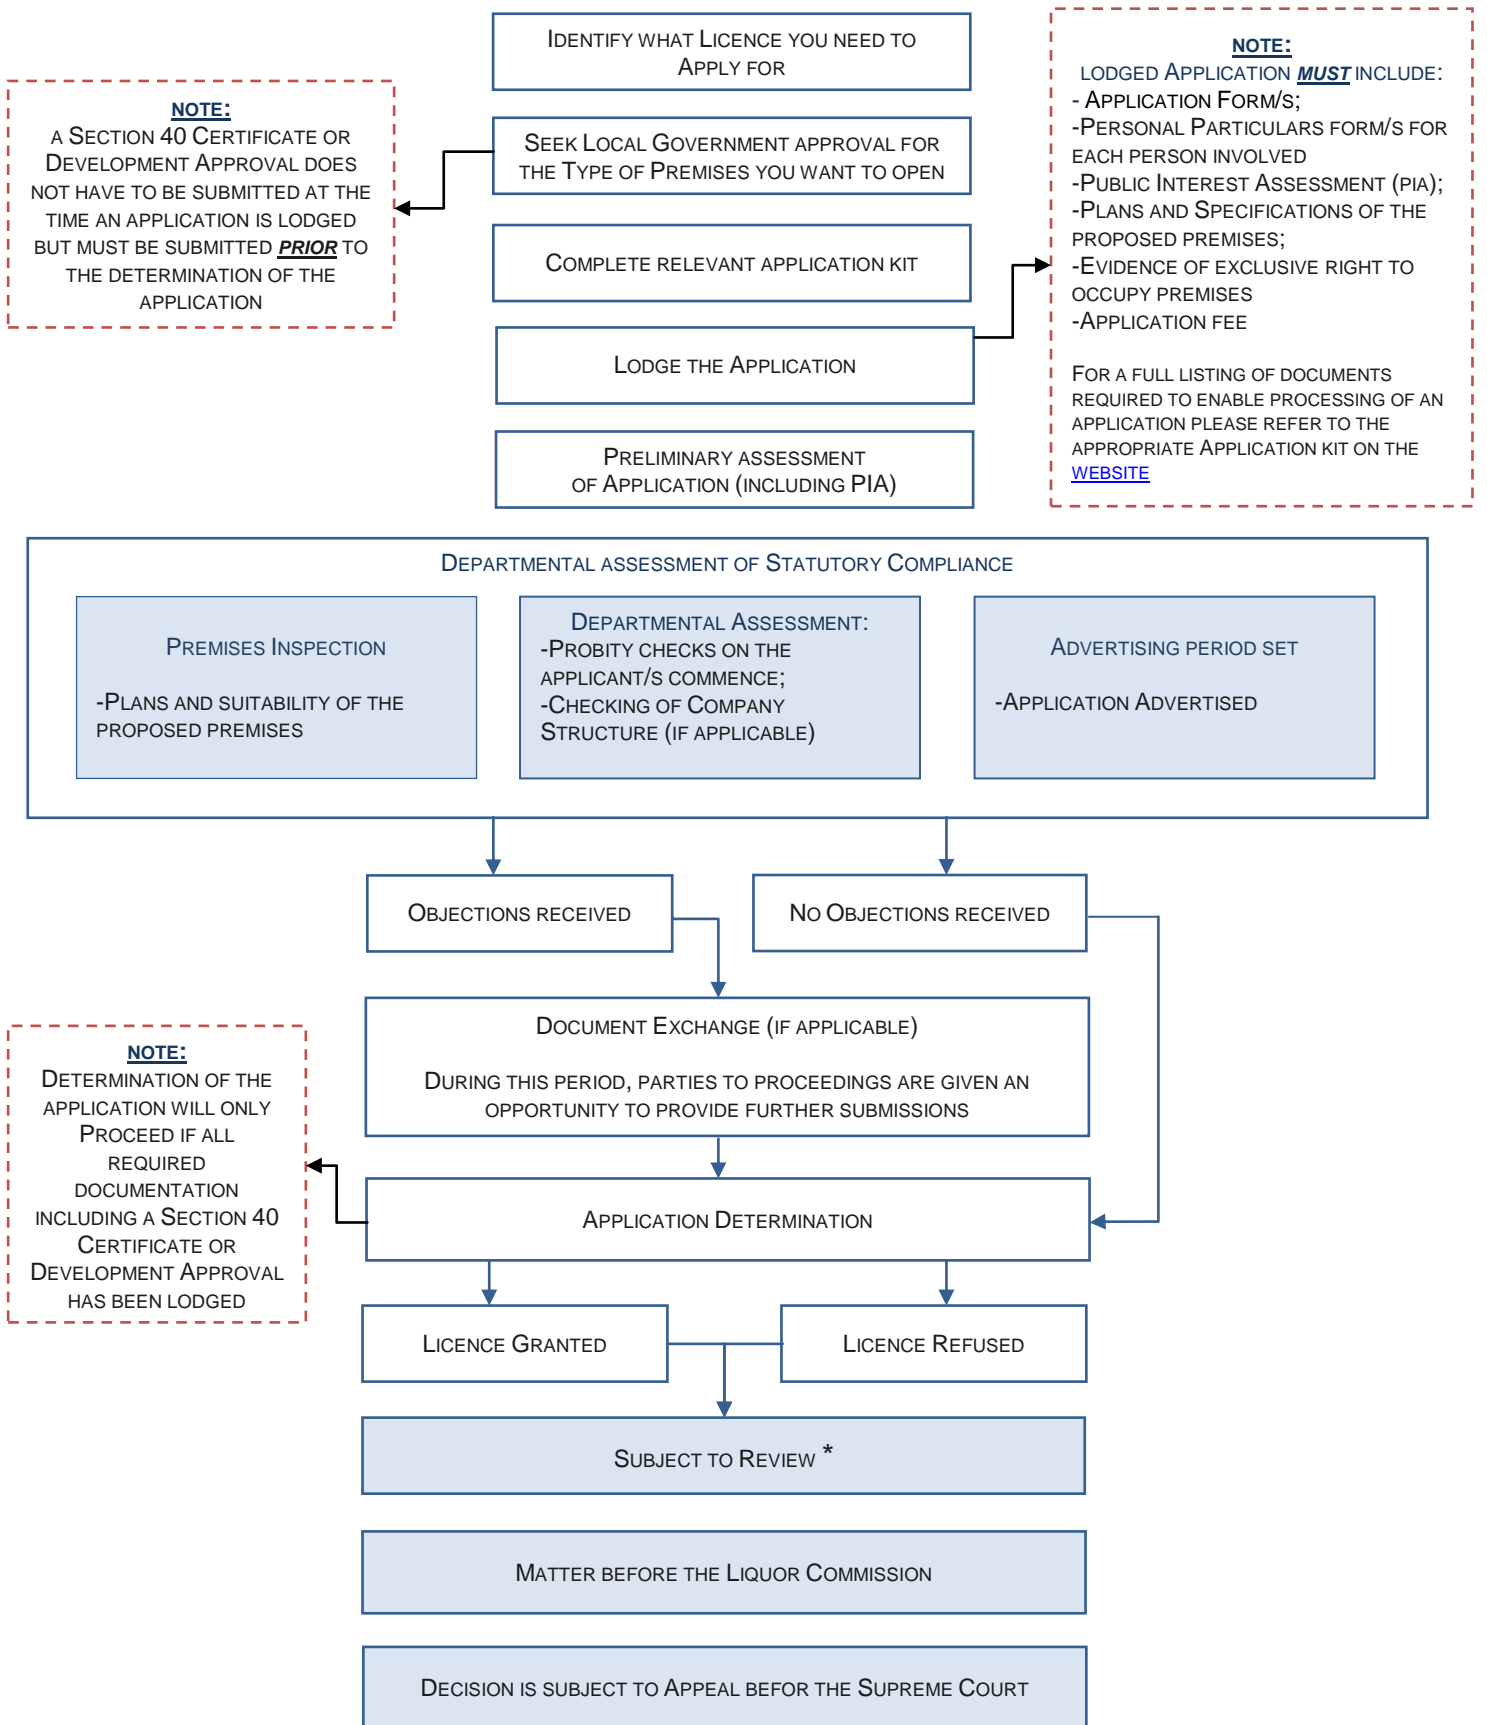 Identify what Licence you need to
Apply for
NOTE:
a Section 40 Certificate or
Development Approval does
not have to be submitted at the
time an application is lodged
but must be submitted PRIOR to
the determination of the
application
Seek Local Government approval for
the Type of Premises you want to open
Complete relevant application kit
Lodge the Application
Preliminary assessment
of Application (including PIA)
NOTE:
lodged Application MUST include:
- Application Form/s;
-Personal Particulars form/s for
each person involved
-Public Interest Assessment (pia);
-Plans and Specifications of the
proposed premises;
-Evidence of exclusive right to
occupy premises
-Application fee
For a full listing of documents
required to enable processing of an
application please refer to the
appropriate Application kit on the
website
Departmental assessment of Statutory Compliance
Premises Inspection
-Plans and suitability of the
proposed premises
Departmental Assessment:
-Probity checks on the
applicant/s commence;
-Checking of Company
Structure (if applicable)
Advertising period set
-Application Advertised
Objections received
No Objections received
Document Exchange (if applicable)
During this period, parties to proceedings are given an
opportunity to provide further submissions
NOTE:
Determination of the
application will only
Proceed if all
required
documentation
including a Section 40
Certificate or
Development Approval
has been lodged
Application Determination
Licence Granted
Licence Refused
Subject to Review *
Matter before the Liquor Commission
Decision is subject to Appeal befor the Supreme Court